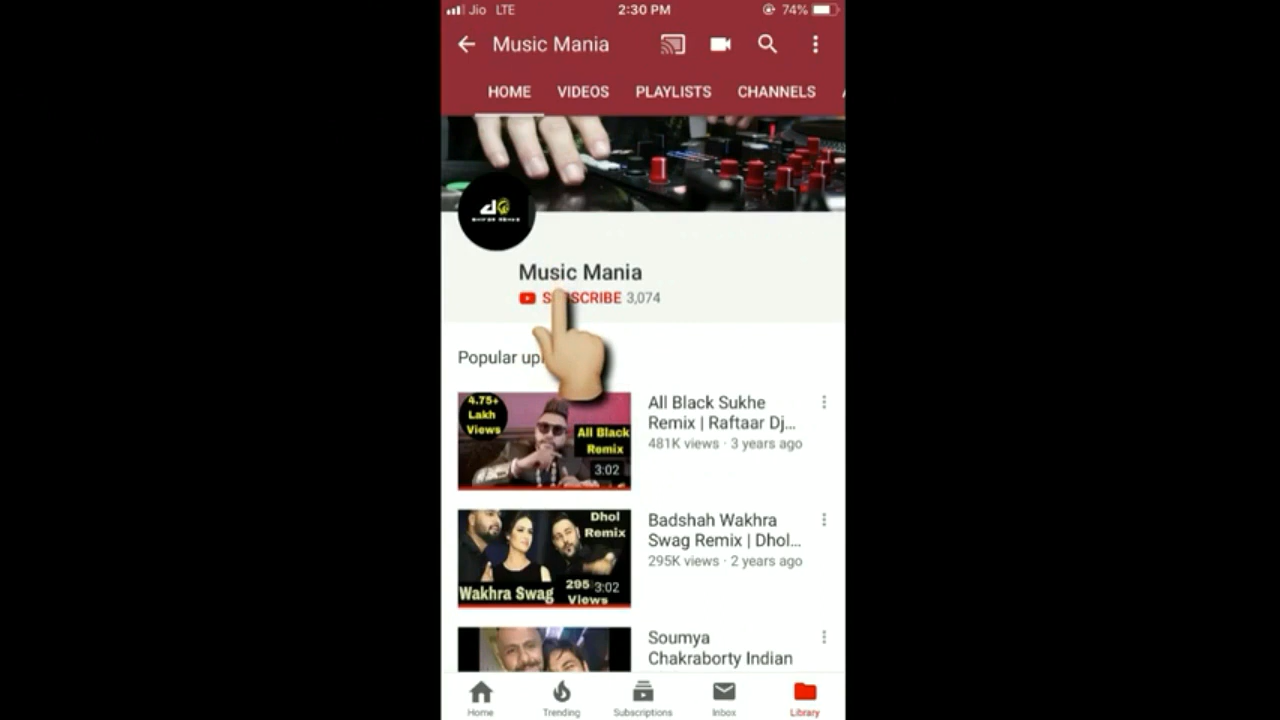 Jio LTE 2:30 PM 74%
Music Mania
HOME VIDEOS PLAYLISTS CHANNELS
Music Mania
SUBSCRIBE 3,074
Popular
4.75+
Lakh
Views
All Black
Remix
3:02
All Black Sukhe
Remix | Raftaar Dj...
481K views · 3 years ago
Dhol
Remix
Wakhra Swag
295
Views
3:02
Badshah Wakhra
Swag Remix | Dhol...
295K views · 2 years ago
Soumya
Chakraborty Indian
Home Trending Subscriptions Inbox Library